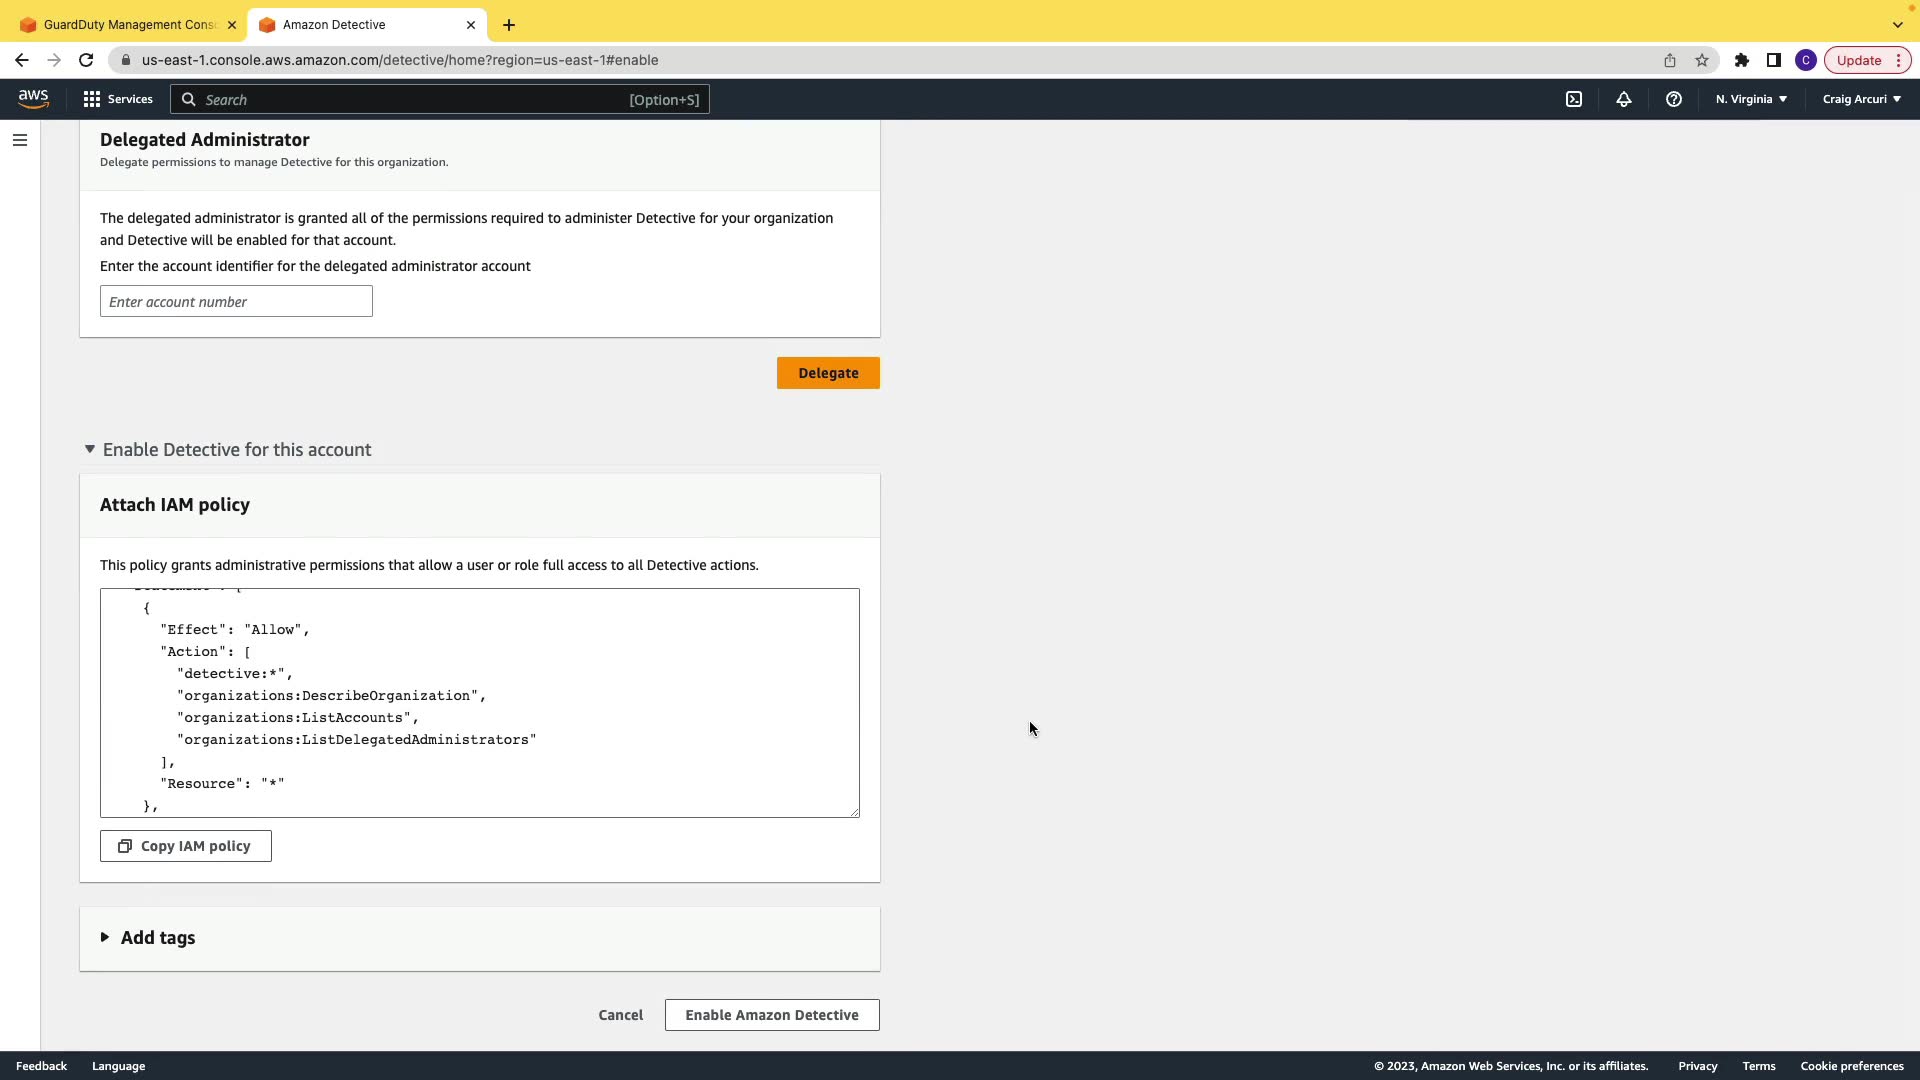 GuardDuty Management Conso
Amazon Detective
us-east-1.console.aws.amazon.com/detective/home?region=us-east-1#enable
C
Update
aws
Services
Search
[Option+S]
N. Virginia
Craig Arcuri
Delegated Administrator
Delegate permissions to manage Detective for this organization.
The delegated administrator is granted all of the permissions required to administer Detective for your organization
and Detective will be enabled for that account.
Enter the account identifier for the delegated administrator account
Enter account number
Delegate
Enable Detective for this account
Attach IAM policy
This policy grants administrative permissions that allow a user or role full access to all Detective actions.
{
"Effect": "Allow",
"Action": [
"detective:*",
"organizations:DescribeOrganization",
"organizations:ListAccounts",
"organizations:ListDelegatedAdministrators"
],
"Resource": "*"
},
Copy IAM policy
Add tags
Cancel
Enable Amazon Detective
Feedback
Language
© 2023, Amazon Web Services, Inc. or its affiliates.
Privacy
Terms
Cookie preferences